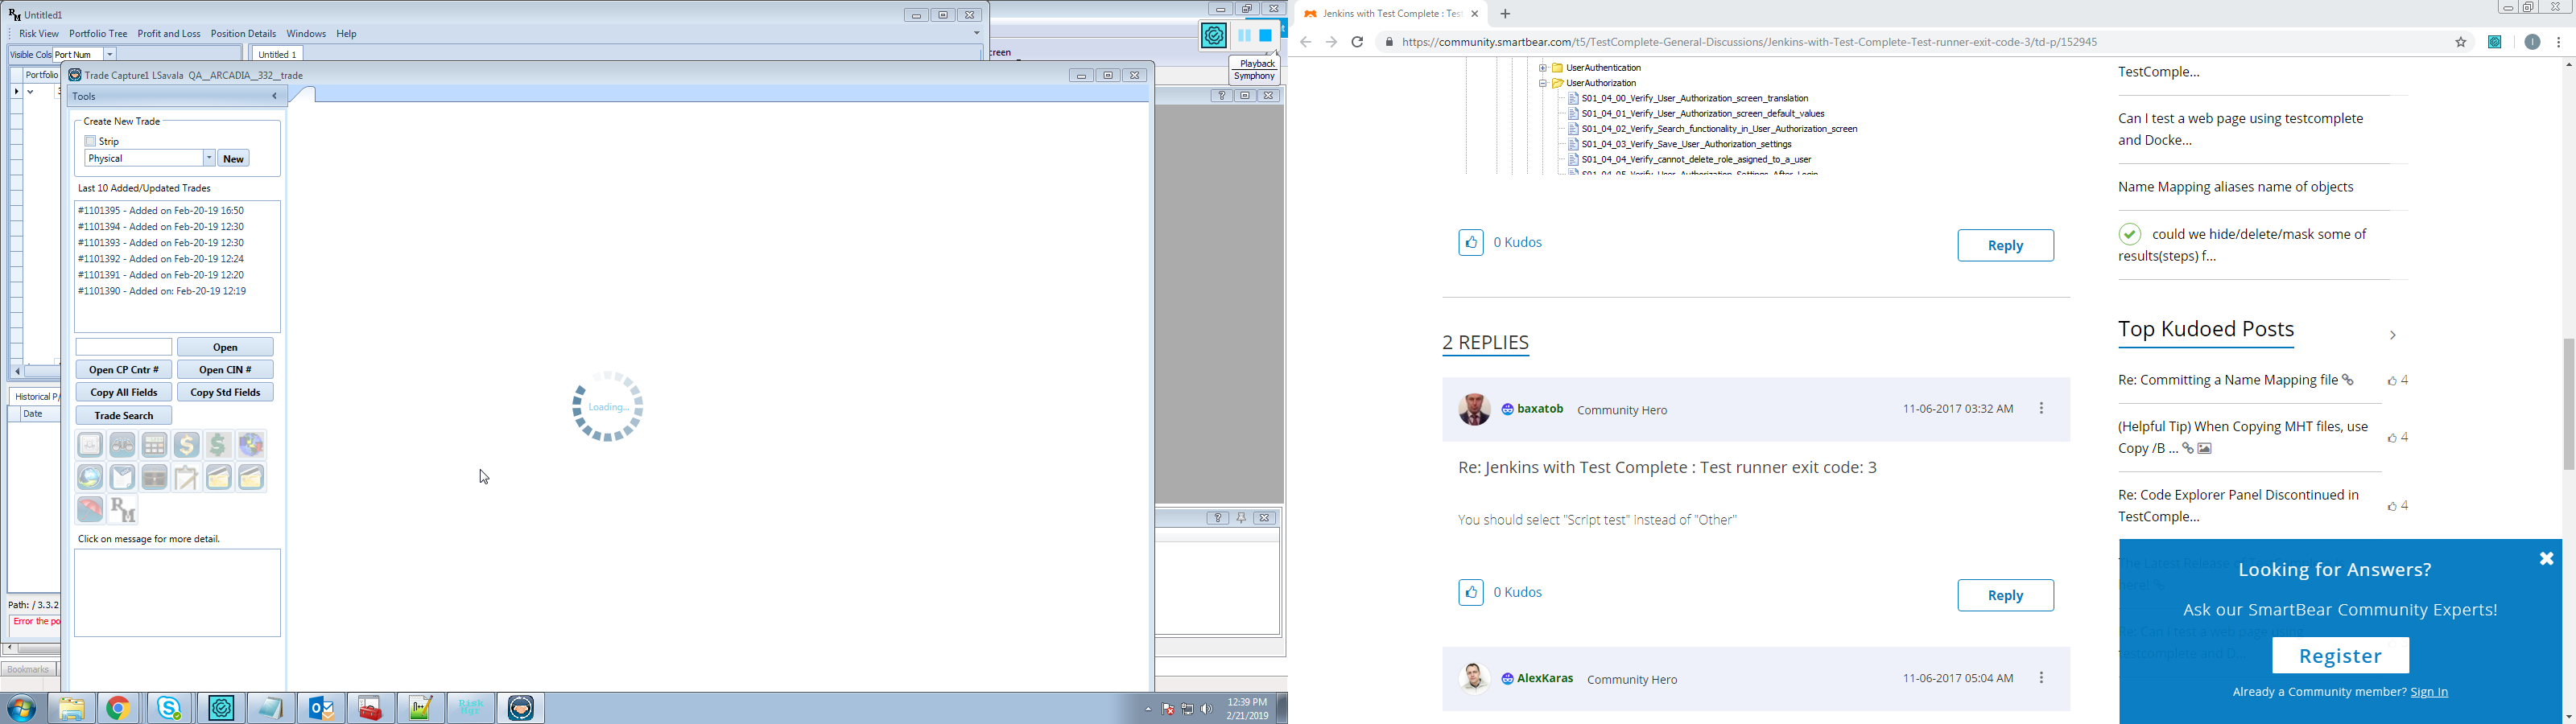 Untitled1
Risk View Portfolio Tree Profit and Loss Position Details Windows Help
Visible Cols Port Num
Untitled 1
Portfolio
Trade Capture1 LSavala QA__ARCADIA__332__trade
Tools
Create New Trade
Strip
Physical
New
Last 10 Added/Updated Trades
#1101395 - Added on Feb-20-19 16:50
#1101394 - Added on Feb-20-19 12:30
#1101393 - Added on Feb-20-19 12:30
#1101392 - Added on Feb-20-19 12:24
#1101391 - Added on Feb-20-19 12:20
#1101390 - Added on: Feb-20-19 12:19
Open
Open CP Cntr #
Open CIN #
Copy All Fields
Copy Std Fields
Trade Search
RM
Click on message for more detail.
Loading...
Historical P/
Date
Path: / 3.3.2
Error the po
Bookmarks
creen
Playback
Symphony
12:39 PM
2/21/2019
Jenkins with Test Complete : Tes
https://community.smartbear.com/t5/TestComplete-General-Discussions/Jenkins-with-Test-Complete-Test-runner-exit-code-3/td-p/152945
UserAuthentication
UserAuthorization
S01_04_00_Verify_User_Authorization_screen_translation
S01_04_01_Verify_User_Authorization_screen_default_values
S01_04_02_Verify_Search_functionality_in_User_Authorization_screen
S01_04_03_Verify_Save_User_Authorization_settings
S01_04_04_Verify_cannot_delete_role_asigned_to_a_user
S01_04_05_Verify_User_Authorization_Settings_After_Login
0 Kudos
Reply
2 REPLIES
baxatob Community Hero
11-06-2017 03:32 AM
Re: Jenkins with Test Complete : Test runner exit code: 3
You should select "Script test" instead of "Other"
0 Kudos
Reply
AlexKaras Community Hero
11-06-2017 05:04 AM
TestComple...
Can I test a web page using testcomplete
and Docke...
Name Mapping aliases name of objects
could we hide/delete/mask some of
results(steps) f...
Top Kudoed Posts
Re: Committing a Name Mapping file
4
(Helpful Tip) When Copying MHT files, use
Copy /B ...
4
Re: Code Explorer Panel Discontinued in
TestComple...
4
Looking for Answers?
Ask our SmartBear Community Experts!
Register
Already a Community member? Sign In